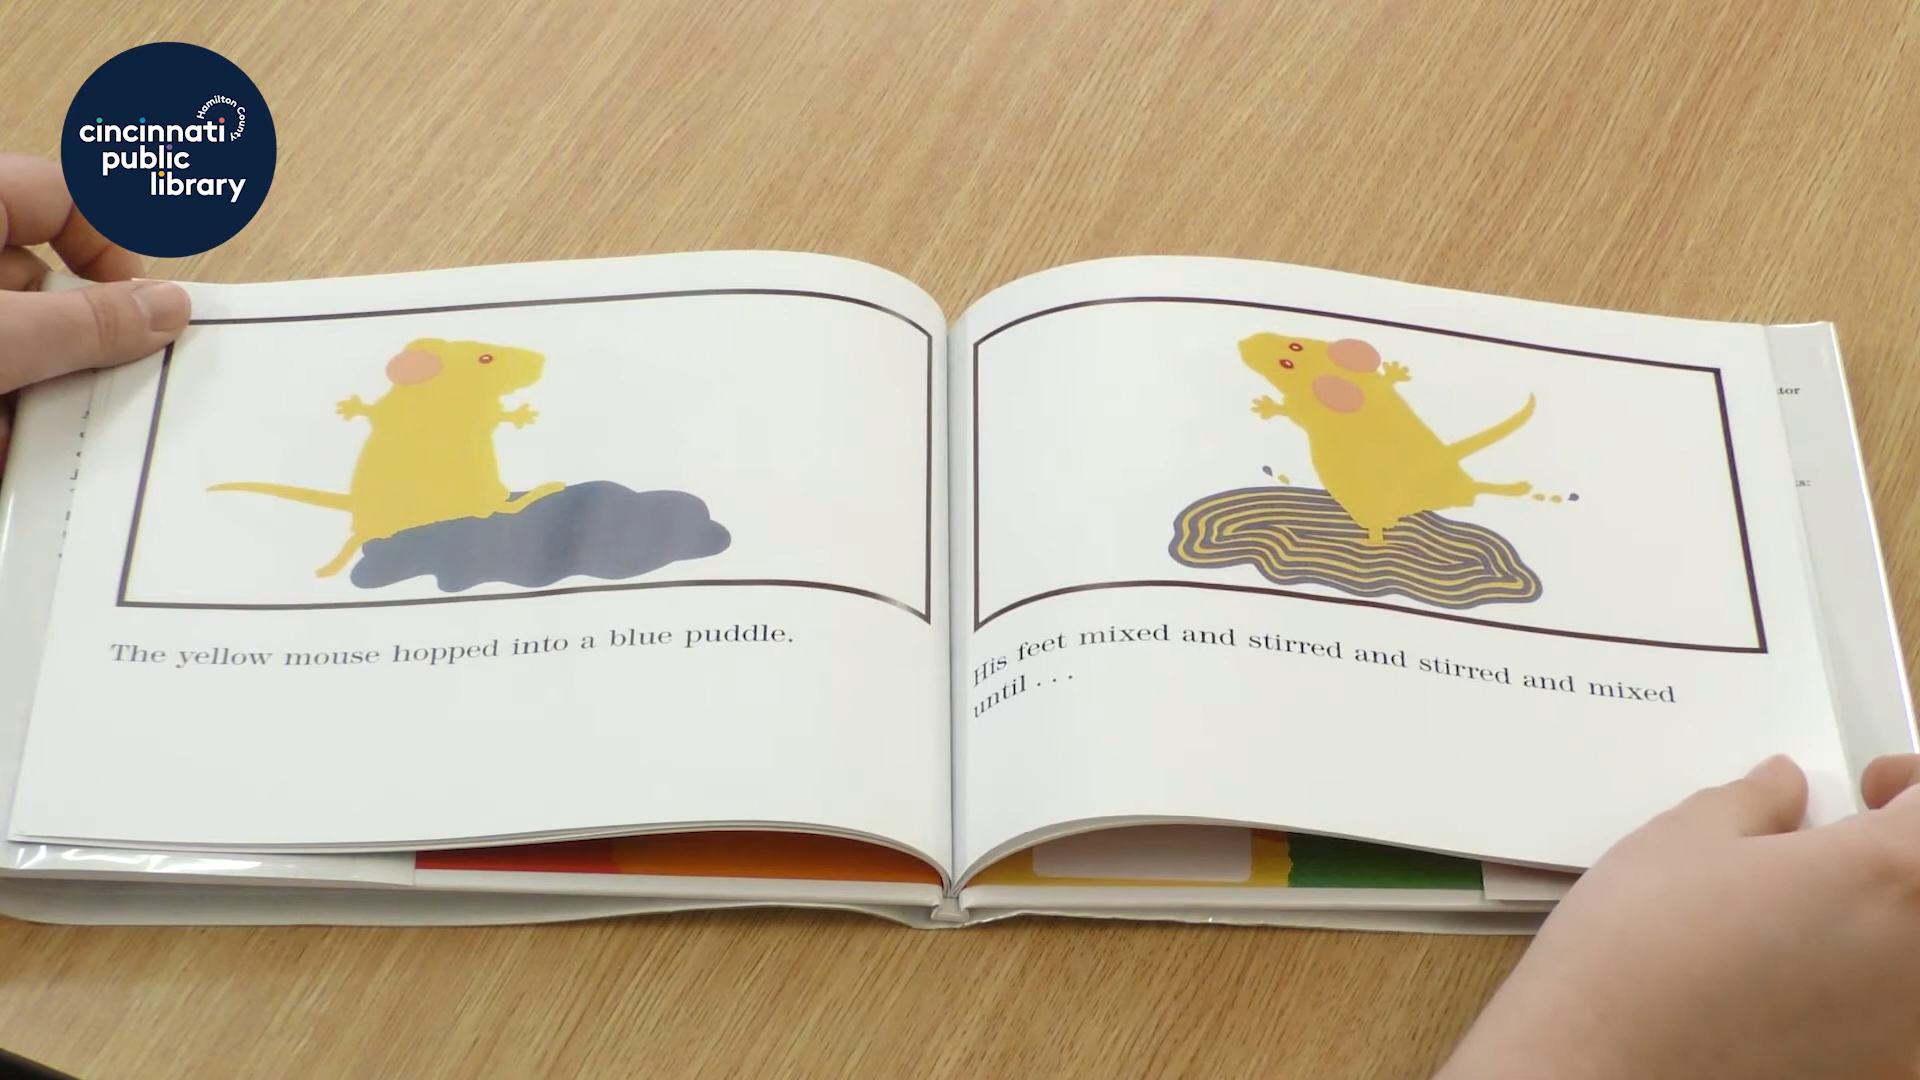 Hamilton County
cincinnati
public
library
The yellow mouse hopped into a blue puddle.
His feet mixed and stirred and stirred and mixed
until . . .